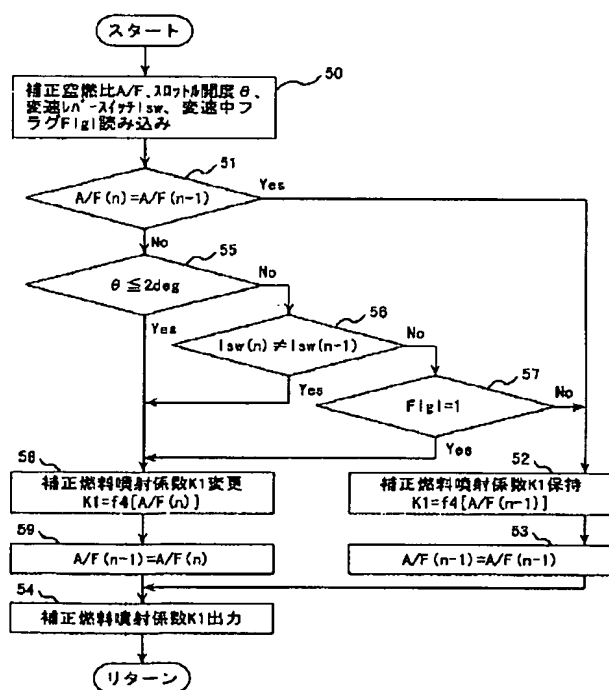 スタート
50
補正空燃比A/F、スロットル開度θ、
変速レバースイッチIsw、変速中フ
ラグFlgl読み込み
51
A/F(n)=A/F(n-1)
Yes
No
55
θ≦2deg
No
Yes
56
Isw(n)≠Isw(n-1)
No
Yes
57
Flgl=1
No
Yes
58
補正燃料噴射係数K1変更
K1=f4[A/F(n)]
52
補正燃料噴射係数K1保持
K1=f4[A/F(n-1)]
59
A/F(n-1)=A/F(n)
53
A/F(n-1)=A/F(n-1)
54
補正燃料噴射係数K1出力
リターン